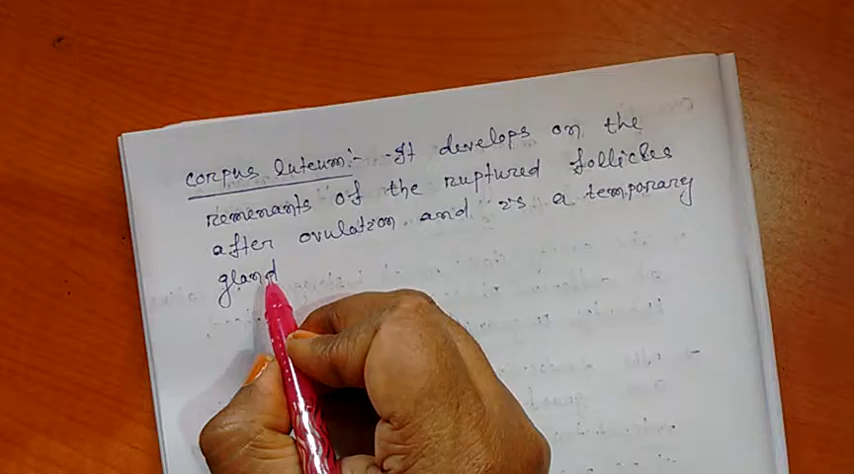 corpus luteum:- It develops on the
remenants of the ruptured follicles
after ovulation and is a temporary
gland